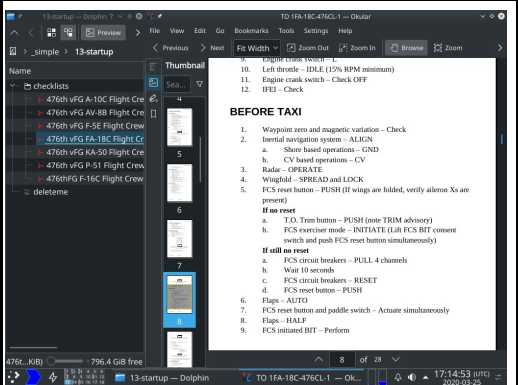 13-startup — Dolphin ?
TO 1FA-18C-476CL-1 — Okular
Preview
File View Edit Go Bookmarks Tools Settings Help
_simple > 13-startup
Previous Next Fit Width Zoom Out Zoom In Browse Zoom
Name
checklists
476th vFG A-10C Flight Cre
476th vFG AV-8B Flight Cre
476th vFG F-5E Flight Crew
476th vFG FA-18C Flight Cr
476th vFG KA-50 Flight Cre
476th vFG P-51 Flight Crew
476thFG F-16C Flight Crew
deleteme
Thumbnail
Sea...
4
5
6
7
8
9. Engine crank switch – L
10. Left throttle – IDLE (15% RPM minimum)
11. Engine crank switch – Check OFF
12. IFEI – Check
BEFORE TAXI
1. Waypoint zero and magnetic variation – Check
2. Inertial navigation system – ALIGN
a. Shore based operations – GND
b. CV based operations – CV
3. Radar – OPERATE
4. Wingfold – SPREAD and LOCK
5. FCS reset button – PUSH (If wings are folded, verify aileron Xs are
present)
If no reset
a. T.O. Trim button – PUSH (note TRIM advisory)
b. FCS exerciser mode – INITIATE (Lift FCS BIT consent
switch and push FCS reset button simultaneously)
If still no reset
a. FCS circuit breakers – PULL 4 channels
b. Wait 10 seconds
c. FCS circuit breakers – RESET
d. FCS reset button – PUSH
6. Flaps – AUTO
7. FCS reset button and paddle switch – Actuate simultaneously
8. Flaps – HALF
9. FCS initiated BIT – Perform
8 of 28
476t...KiB) 796.4 GiB free
4
13-startup — Dolphin
TO 1FA-18C-476CL-1 — Ok...
17:14:53 (UTC)
2020-03-25